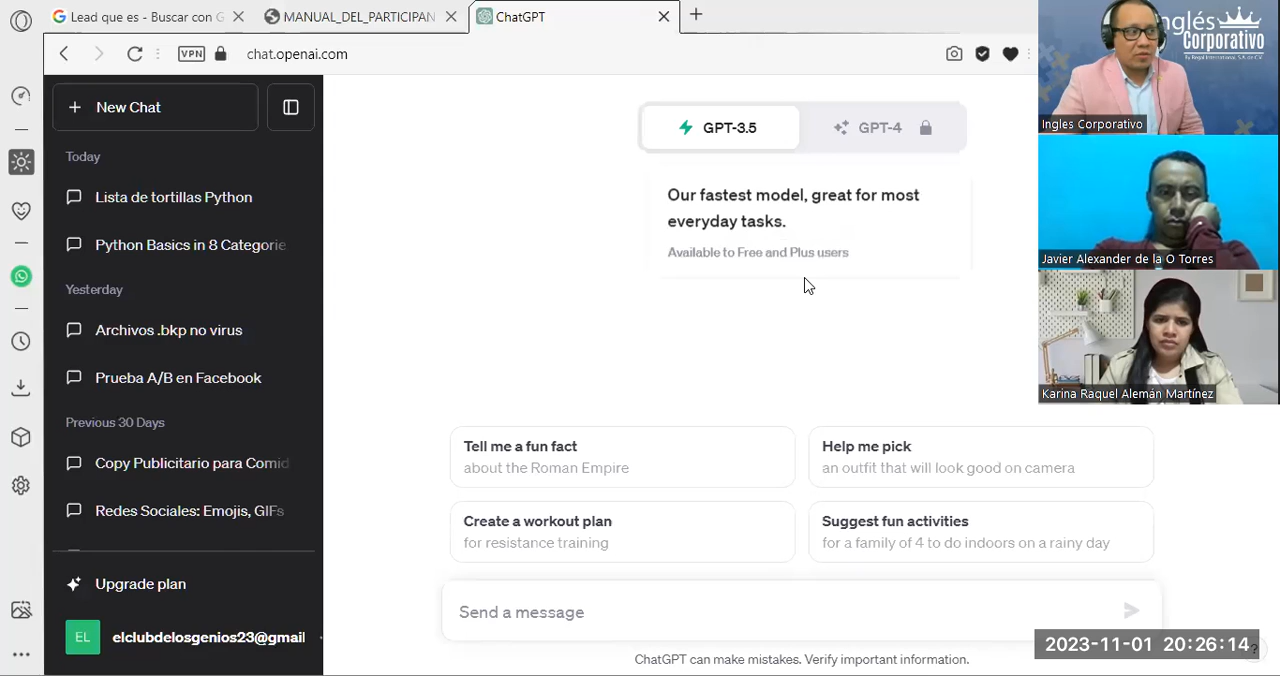 Lead que es - Buscar con G
MANUAL_DEL_PARTICIPAN
ChatGPT
VPN
chat.openai.com
New Chat
Today
Lista de tortillas Python
Python Basics in 8 Categorie
Yesterday
Archivos .bkp no virus
Prueba A/B en Facebook
Previous 30 Days
Copy Publicitario para Comid
Redes Sociales: Emojis, GIFs
Upgrade plan
EL
elclubdelosgenios23@gmail
GPT-3.5
GPT-4
Our fastest model, great for most
everyday tasks.
Available to Free and Plus users
Tell me a fun fact
about the Roman Empire
Help me pick
an outfit that will look good on camera
Create a workout plan
for resistance training
Suggest fun activities
for a family of 4 to do indoors on a rainy day
Send a message
ChatGPT can make mistakes. Verify important information.
Inglés
Corporativo
By Regal International, S.A. de C.V.
Ingles Corporativo
Javier Alexander de la O Torres
Karina Raquel Alemán Martínez
2023-11-01 20:26:14
?